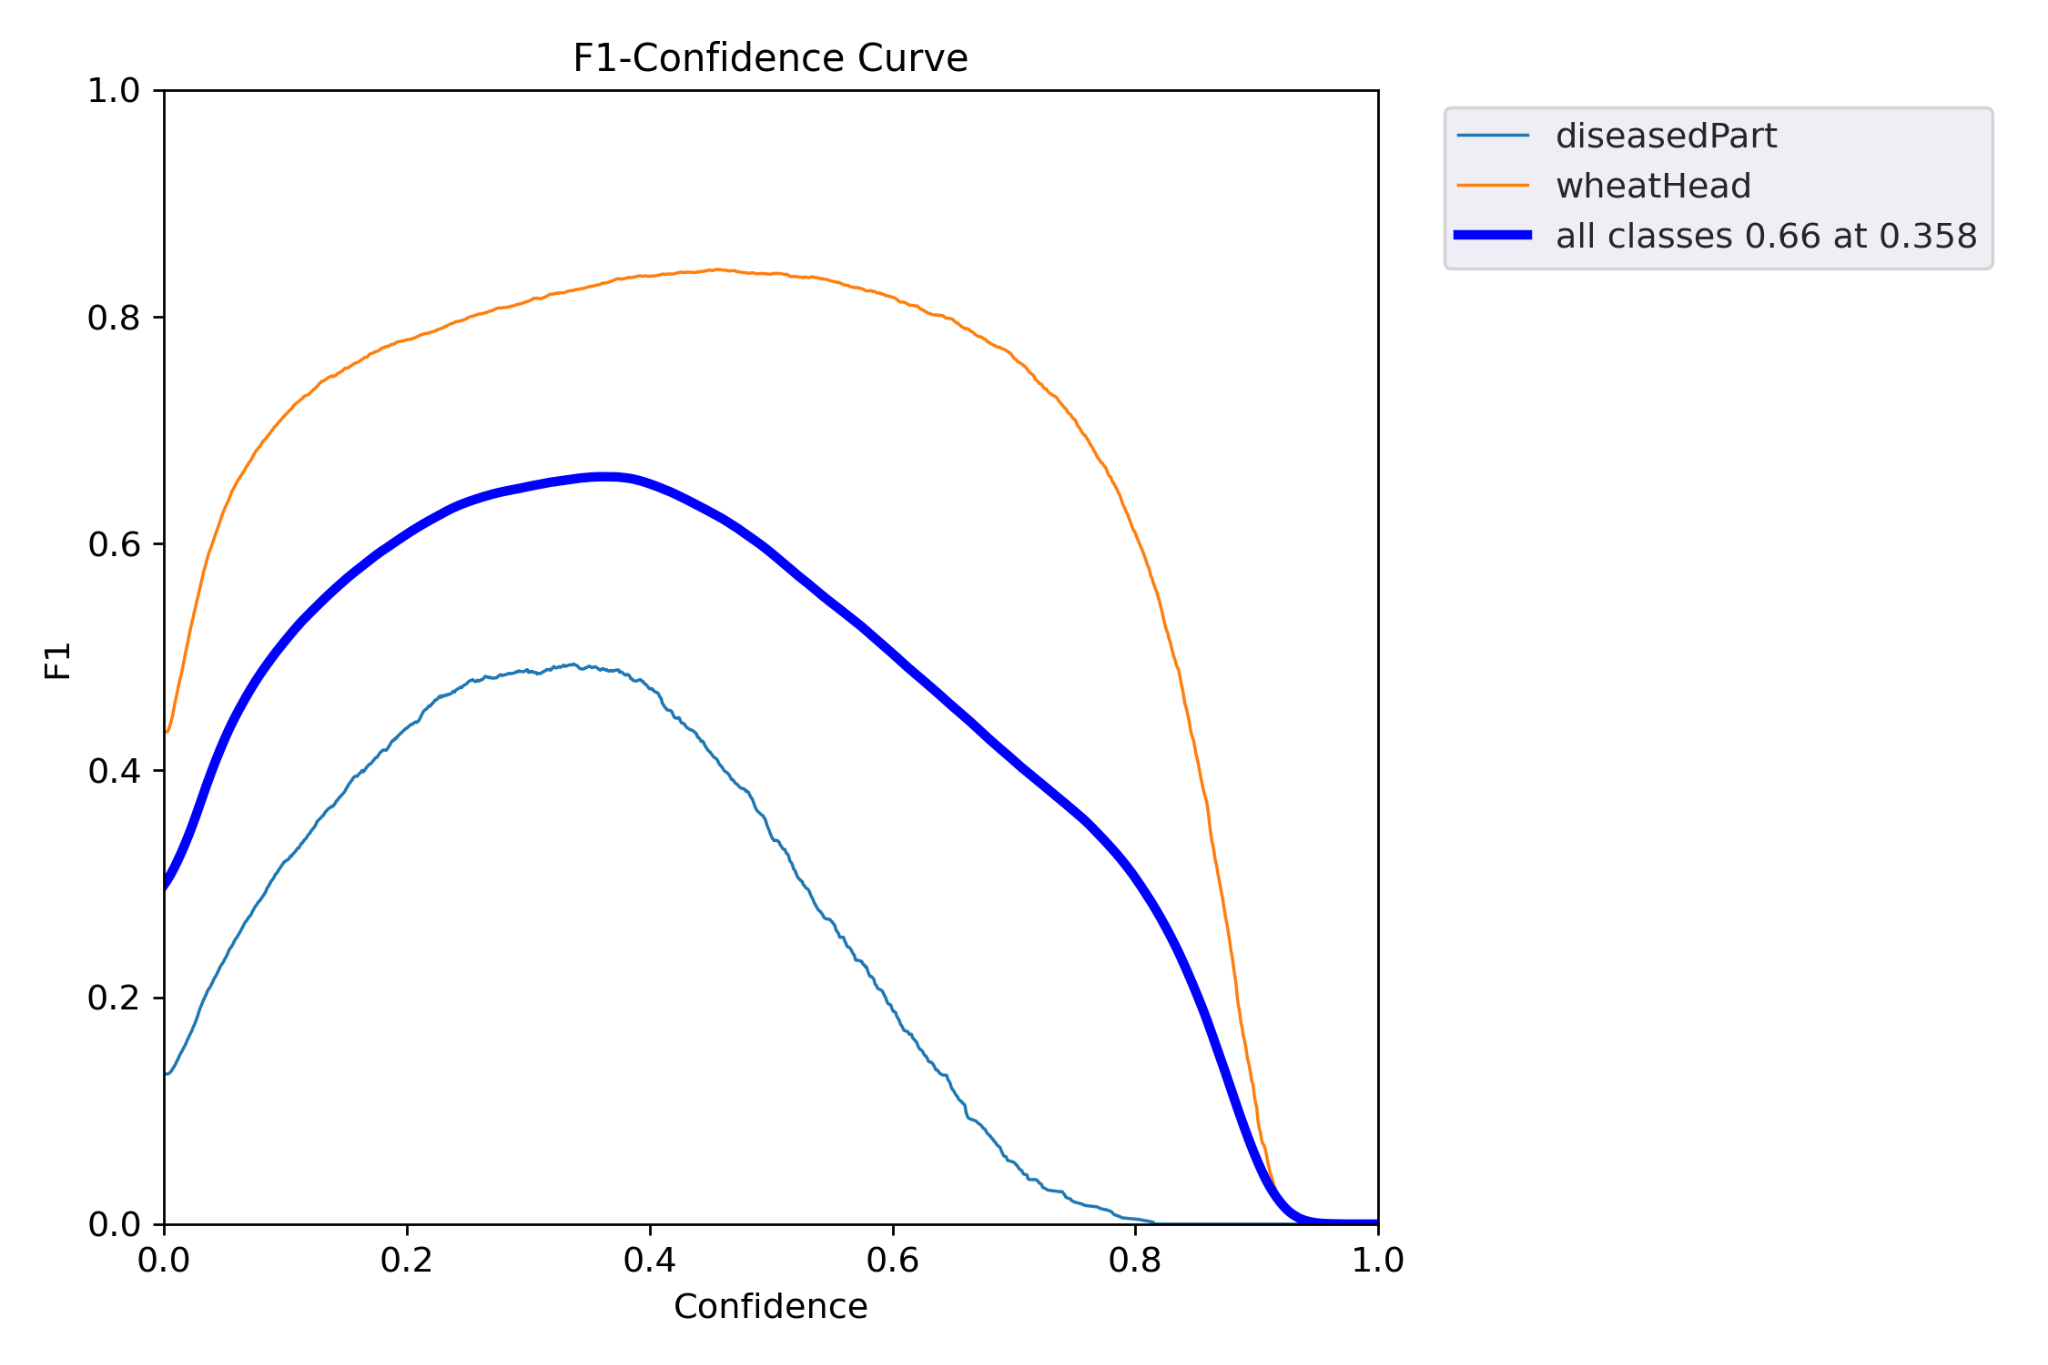 F1-Confidence Curve
1.0
0.8
0.6
0.4
0.2
0.0
F1
0.0 0.2 0.4 0.6 0.8 1.0
Confidence
diseasedPart
wheatHead
all classes 0.66 at 0.358